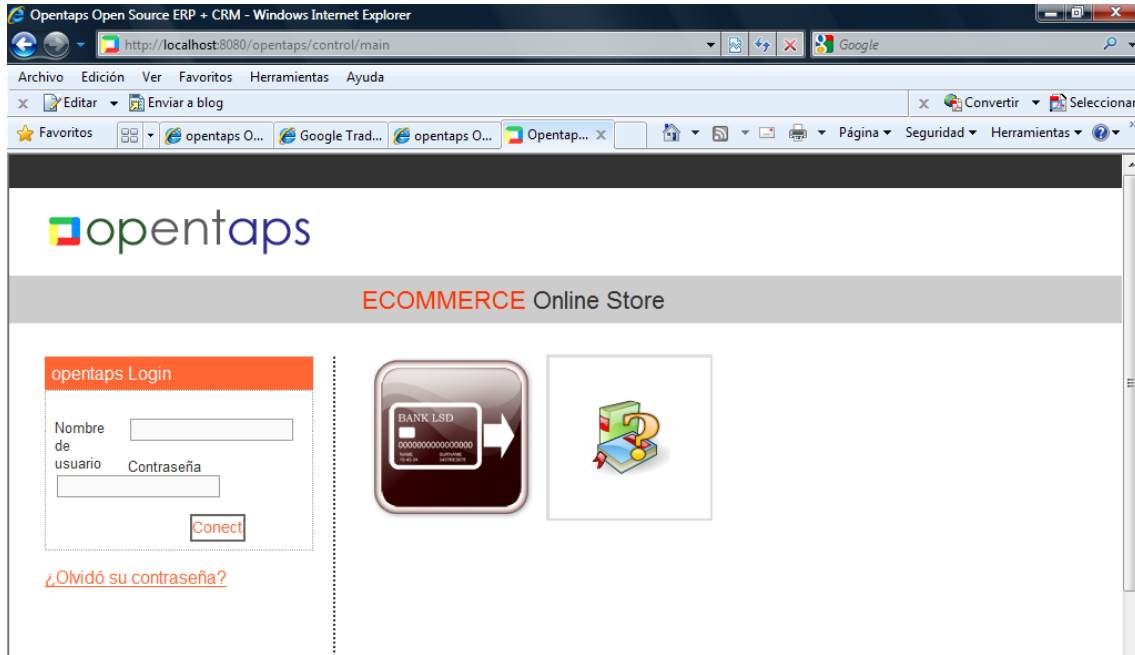 Opentaps Open Source ERP + CRM - Windows Internet Explorer
http://localhost:8080/opentaps/control/main
Google
Archivo Edición Ver Favoritos Herramientas Ayuda
x Editar Enviar a blog x Convertir Seleccionar
Favoritos opentaps O... Google Trad... opentaps O... Opentap... x Página Seguridad Herramientas
opentaps
ECOMMERCE Online Store
opentaps Login
Nombre
de
usuario Contraseña
Conect
¿Olvidó su contraseña?
BANK LSD
0000000000000000
NAME SURNAME